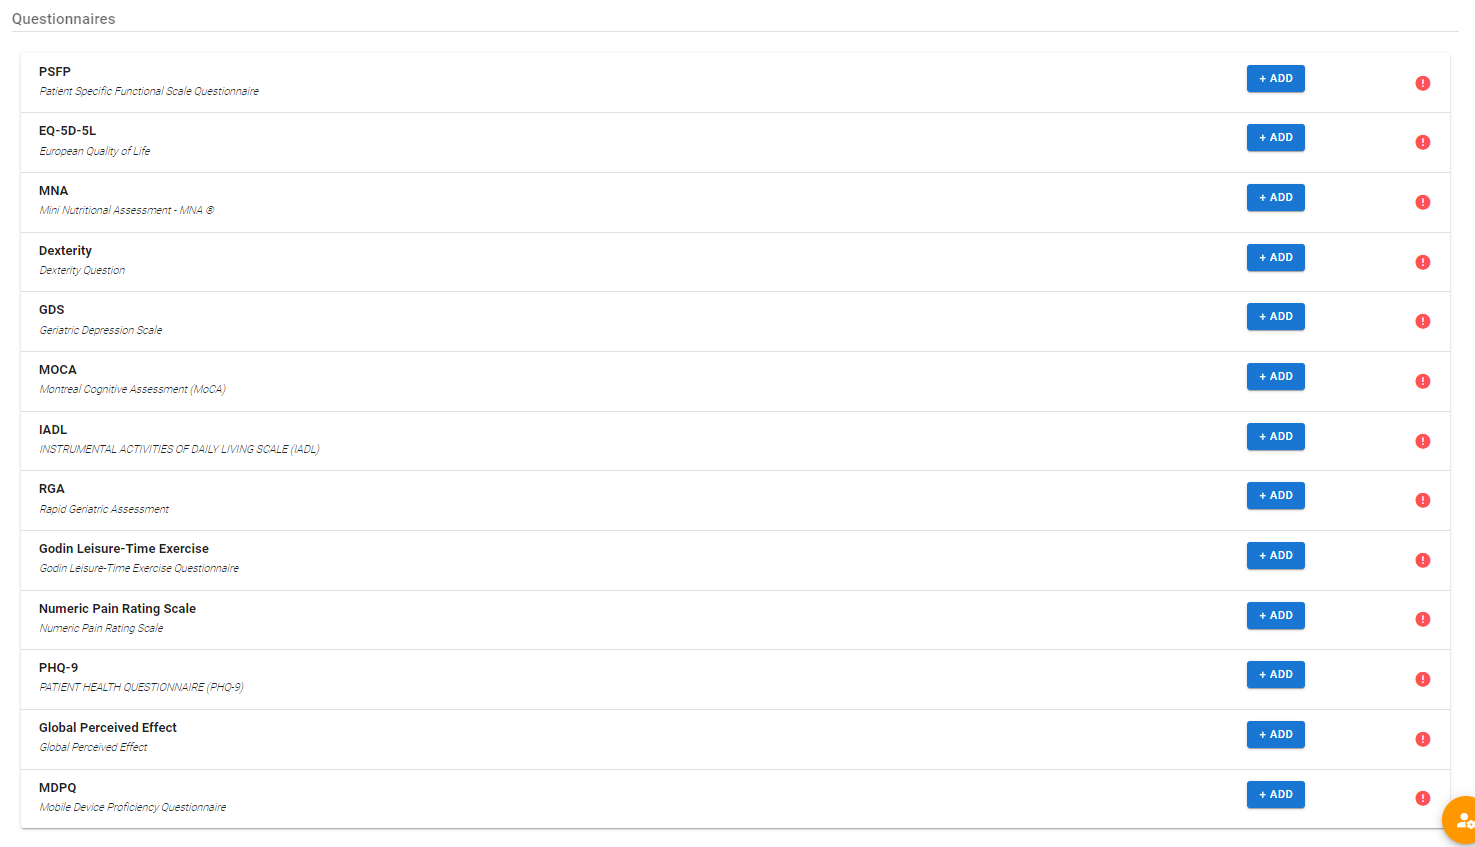 Questionnaires
PSFP
+ ADD
Patient Specific Functional Scale Questionnaire
EQ-5D-5L
+ ADD
European Quality of Life
MNA
+ ADD
Mini Nutritional Assessment - MNA ®
Dexterity
+ ADD
Dexterity Question
GDS
+ ADD
Geriatric Depression Scale
MOCA
+ ADD
Montreal Cognitive Assessment (MoCA)
IADL
+ ADD
INSTRUMENTAL ACTIVITIES OF DAILY LIVING SCALE (IADL)
RGA
+ ADD
Rapid Geriatric Assessment
Godin Leisure-Time Exercise
+ ADD
Godin Leisure-Time Exercise Questionnaire
Numeric Pain Rating Scale
+ ADD
Numeric Pain Rating Scale
PHQ-9
+ ADD
PATIENT HEALTH QUESTIONNAIRE (PHQ-9)
Global Perceived Effect
+ ADD
Global Perceived Effect
MDPQ
+ ADD
Mobile Device Proficiency Questionnaire